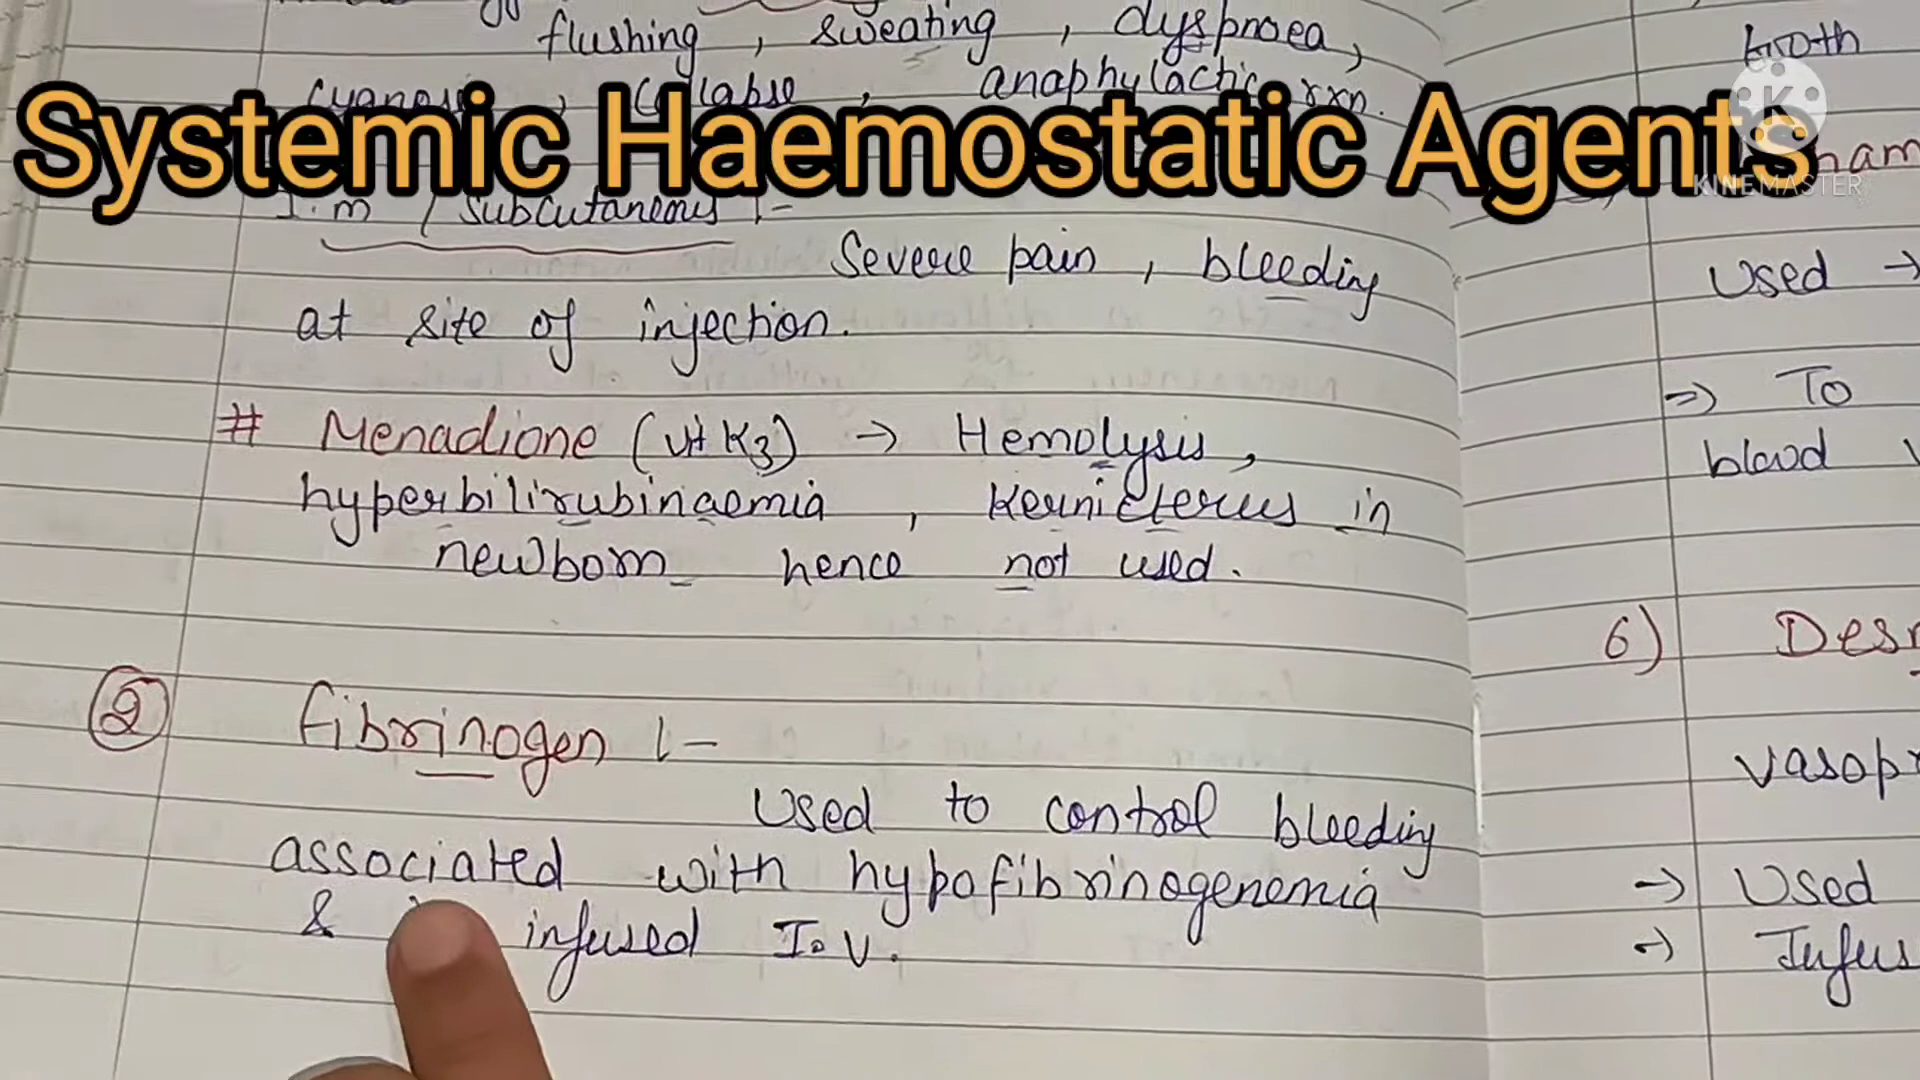 flushing, sweating, dyspnoea,
collapse, anaphylactic rxn.
Systemic Haemostatic Agents
I.m / subcutaneous :-
Severe pain, bleeding
at site of injection.
# Menadione (vit K3) → Hemolysis,
hyperbilirubinaemia, Kernicterus in
newborn hence not used.
② fibrinogen :-
Used to control bleeding
associated with hypofibrinogenemia
& infused I.V.
both
KINEMASTER
Used →
⇒ To
blood
6) Des
vasop
→ Used
→ Infus